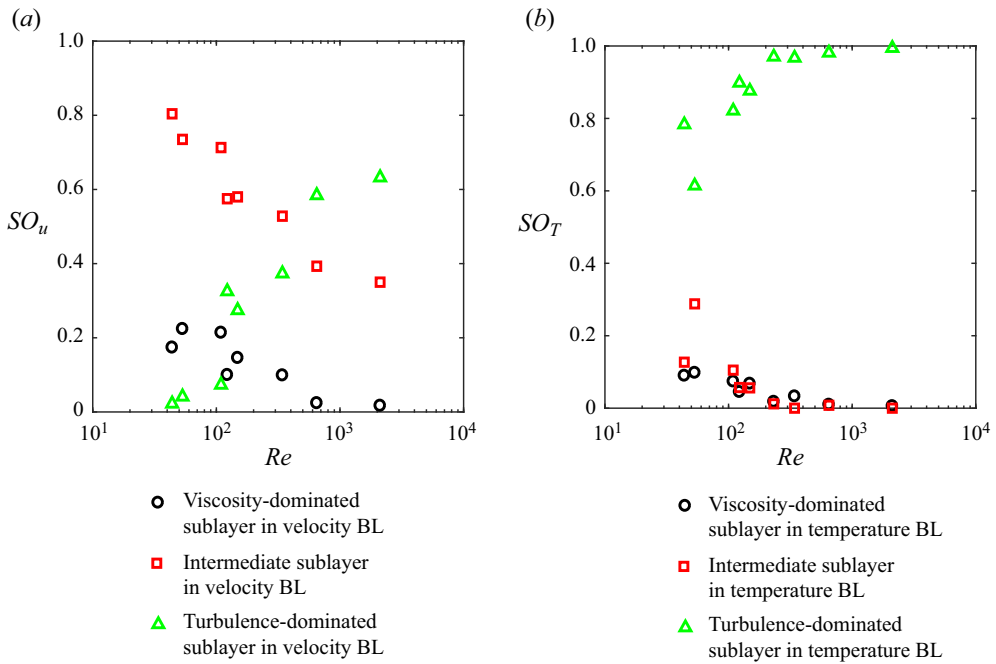 (a)
1.0
0.8
0.6
SO_u
0.4
0.2
0
10^1
10^2
10^3
10^4
Re
Viscosity-dominated
sublayer in velocity BL
Intermediate sublayer
in velocity BL
Turbulence-dominated
sublayer in velocity BL
(b)
1.0
0.8
0.6
SO_T
0.4
0.2
0
10^1
10^2
10^3
10^4
Re
Viscosity-dominated
sublayer in temperature BL
Intermediate sublayer
in temperature BL
Turbulence-dominated
sublayer in temperature BL